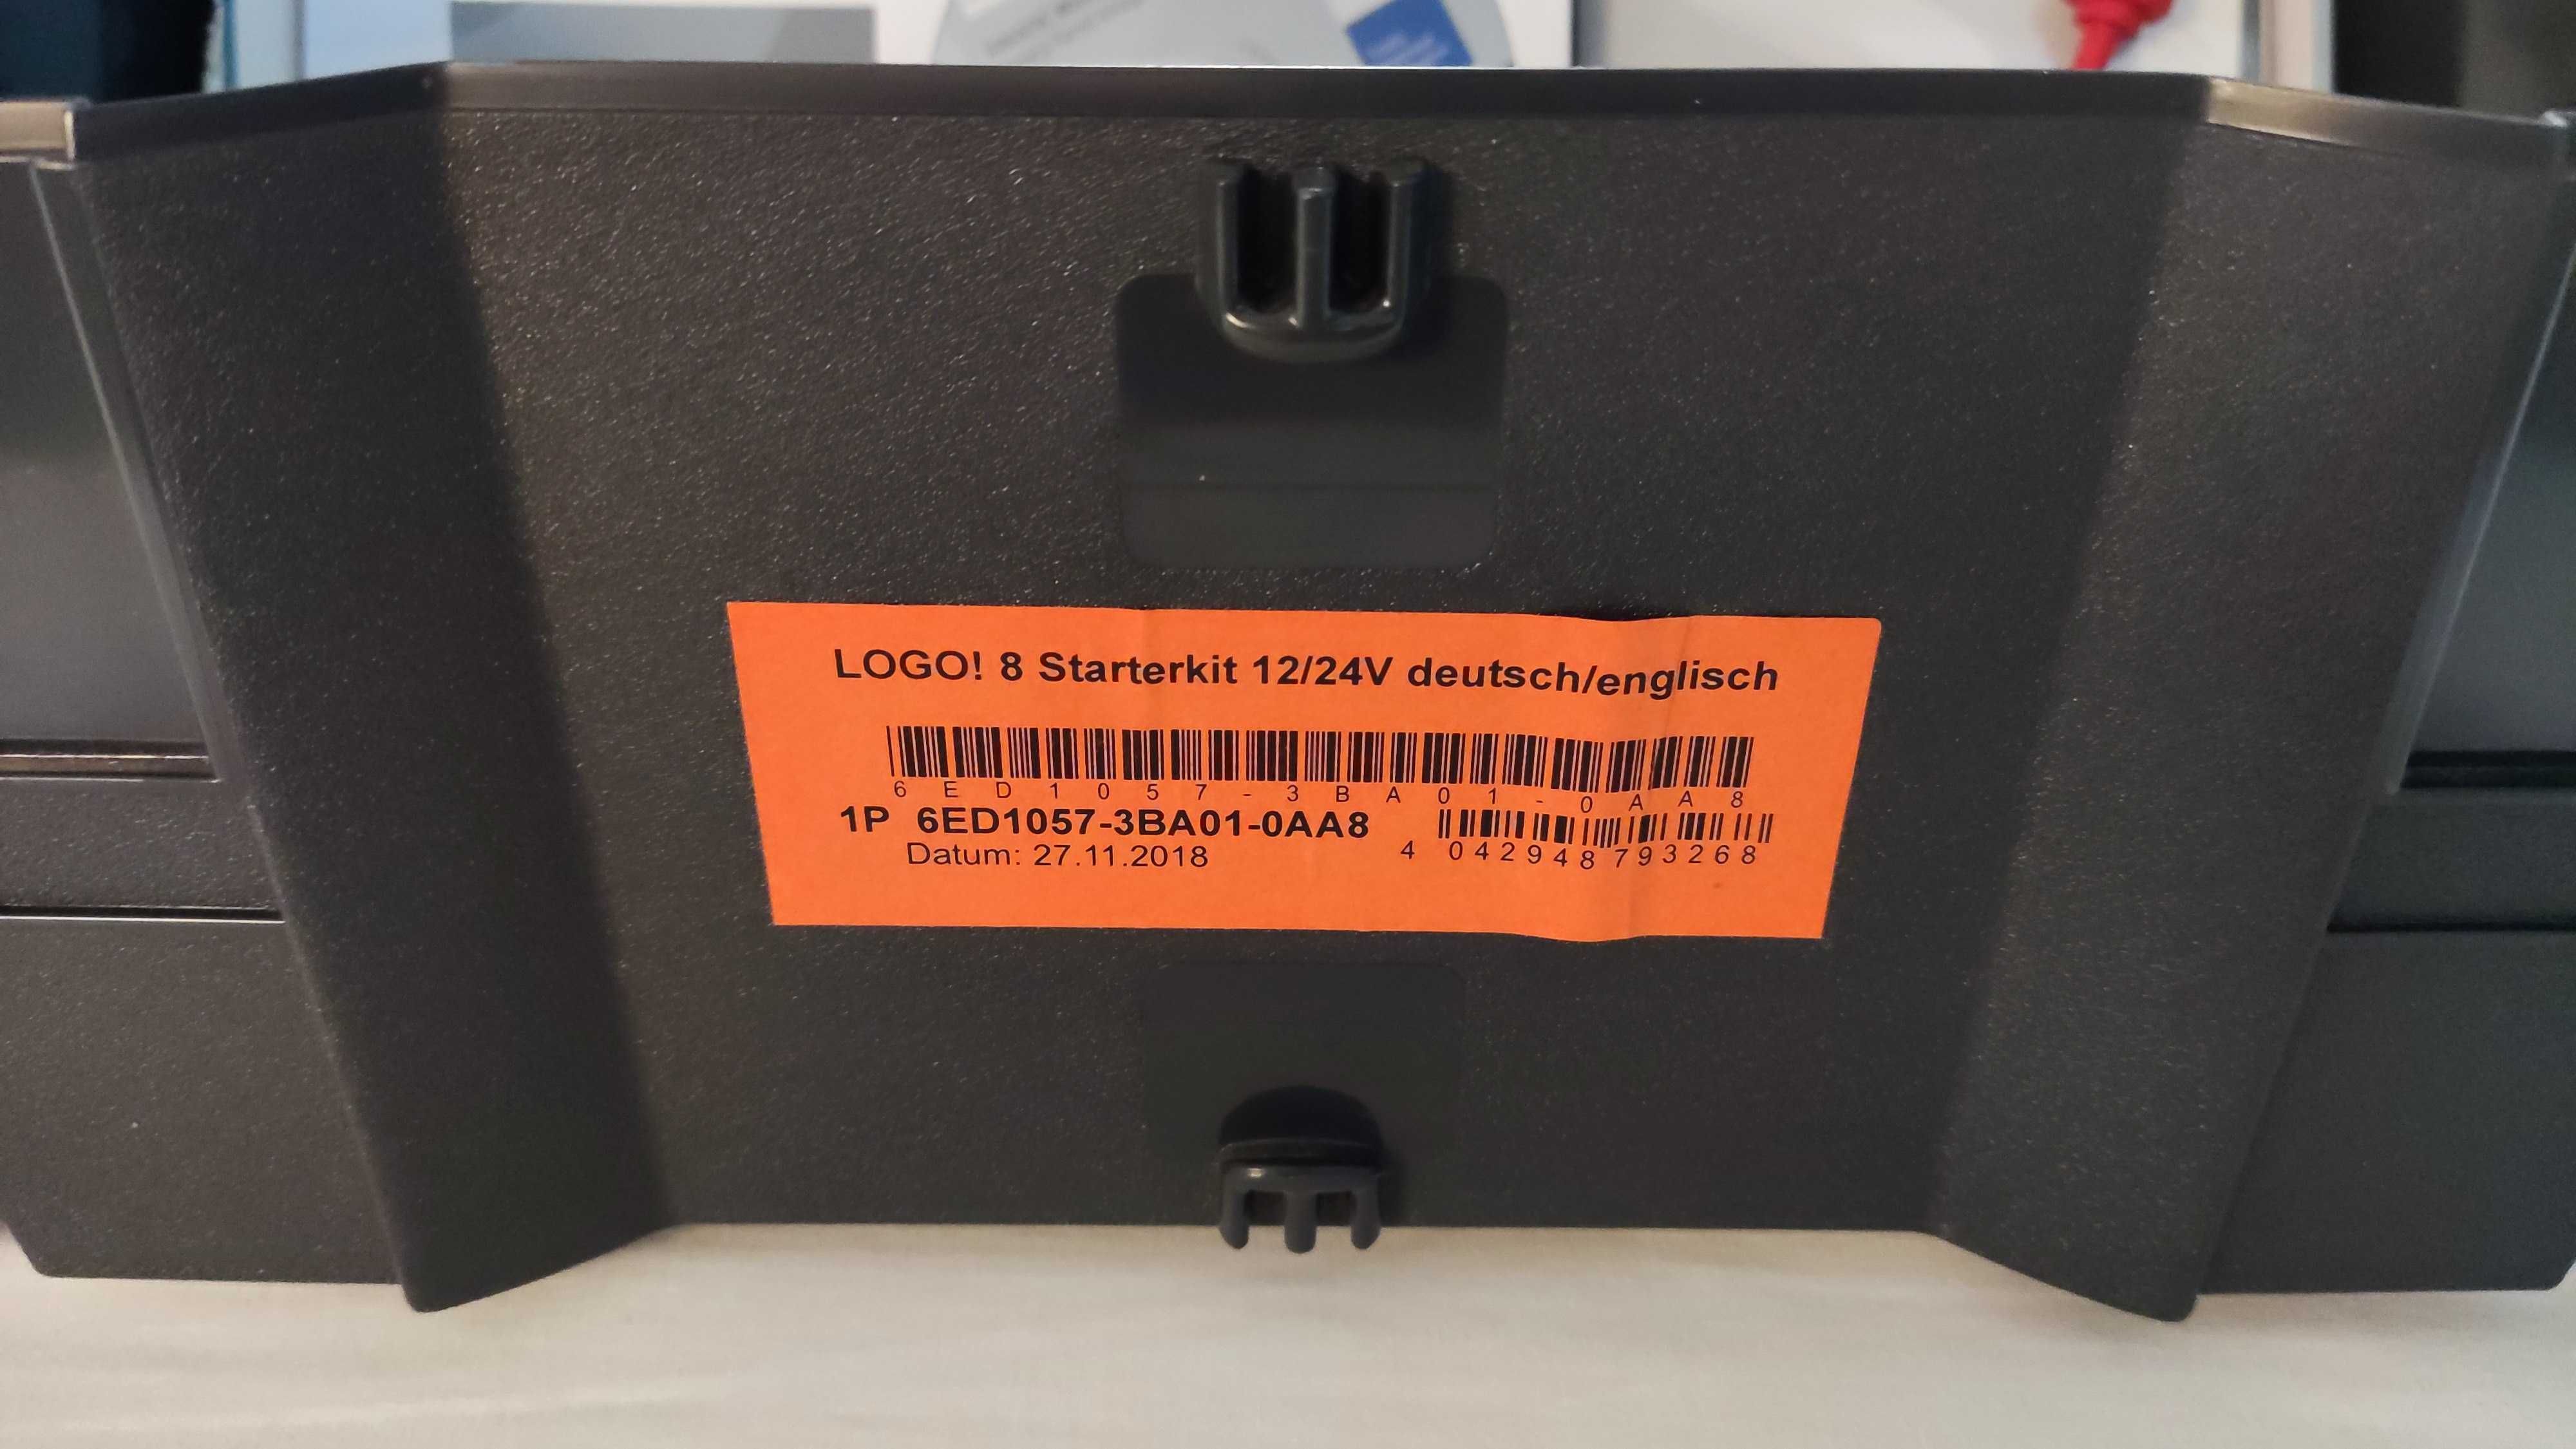 LOGO! 8 Starterkit 12/24V deutsch/englisch
6ED1057-3BA01-0AA8
1P 6ED1057-3BA01-0AA8
4 042948 793268
Datum: 27.11.2018